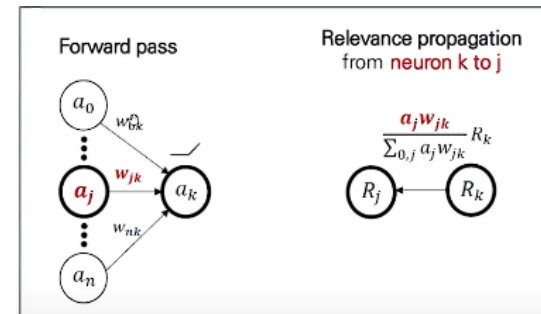 Forward pass
Relevance propagation
from neuron k to j
a₀
wⱼₖ
aⱼ
aₖ
wₙₖ
aₙ
aⱼwⱼₖ
∑₀,ⱼ aⱼwⱼₖ
Rₖ
Rⱼ
Rₖ